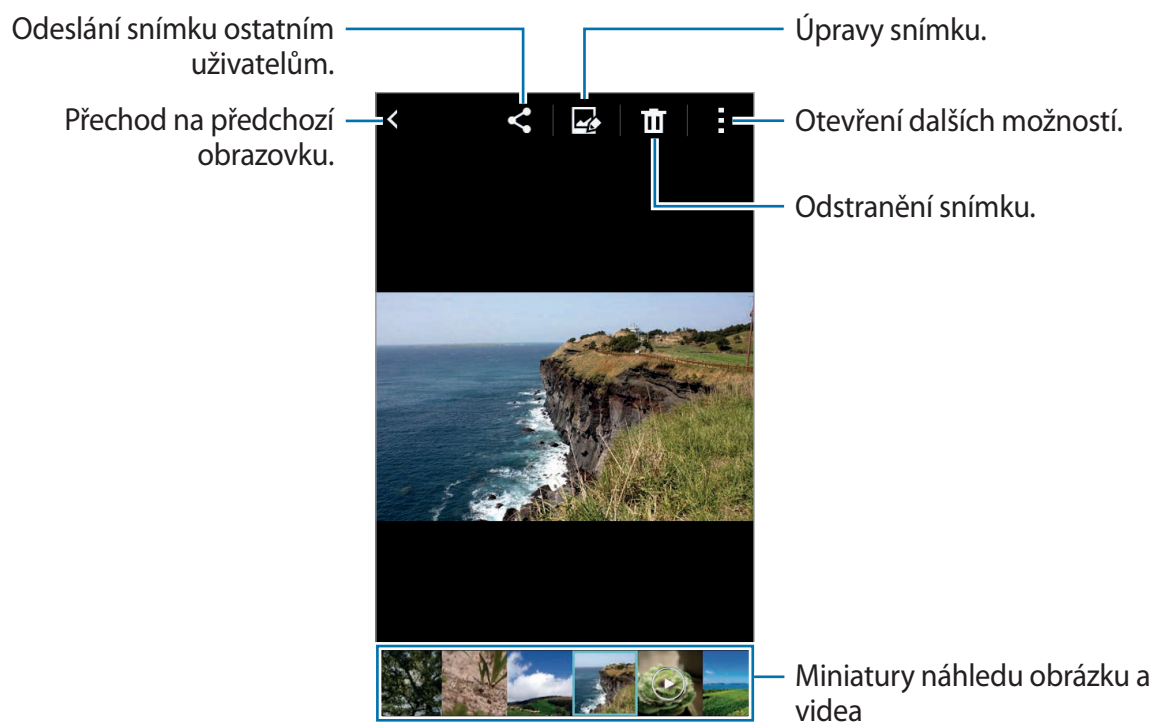 Odeslání snímku ostatním
uživatelům.
Přechod na předchozí
obrazovku.
Úpravy snímku.
Otevření dalších možností.
Odstranění snímku.
Miniatury náhledu obrázku a
videa